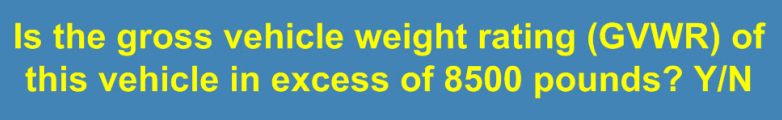 Is the gross vehicle weight rating (GVWR) of
this vehicle in excess of 8500 pounds? Y/N